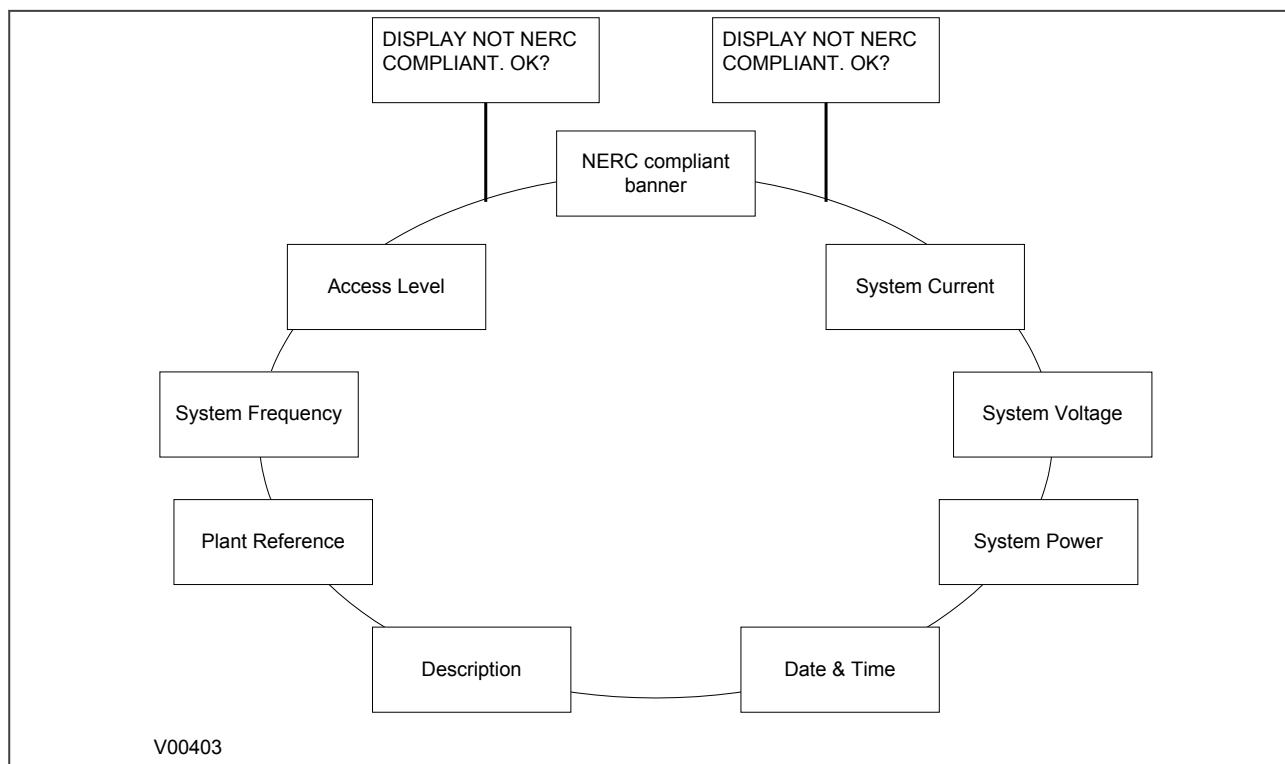 DISPLAY NOT NERC
COMPLIANT. OK?
DISPLAY NOT NERC
COMPLIANT. OK?
NERC compliant
banner
Access Level
System Current
System Frequency
System Voltage
Plant Reference
System Power
Description
Date & Time
V00403